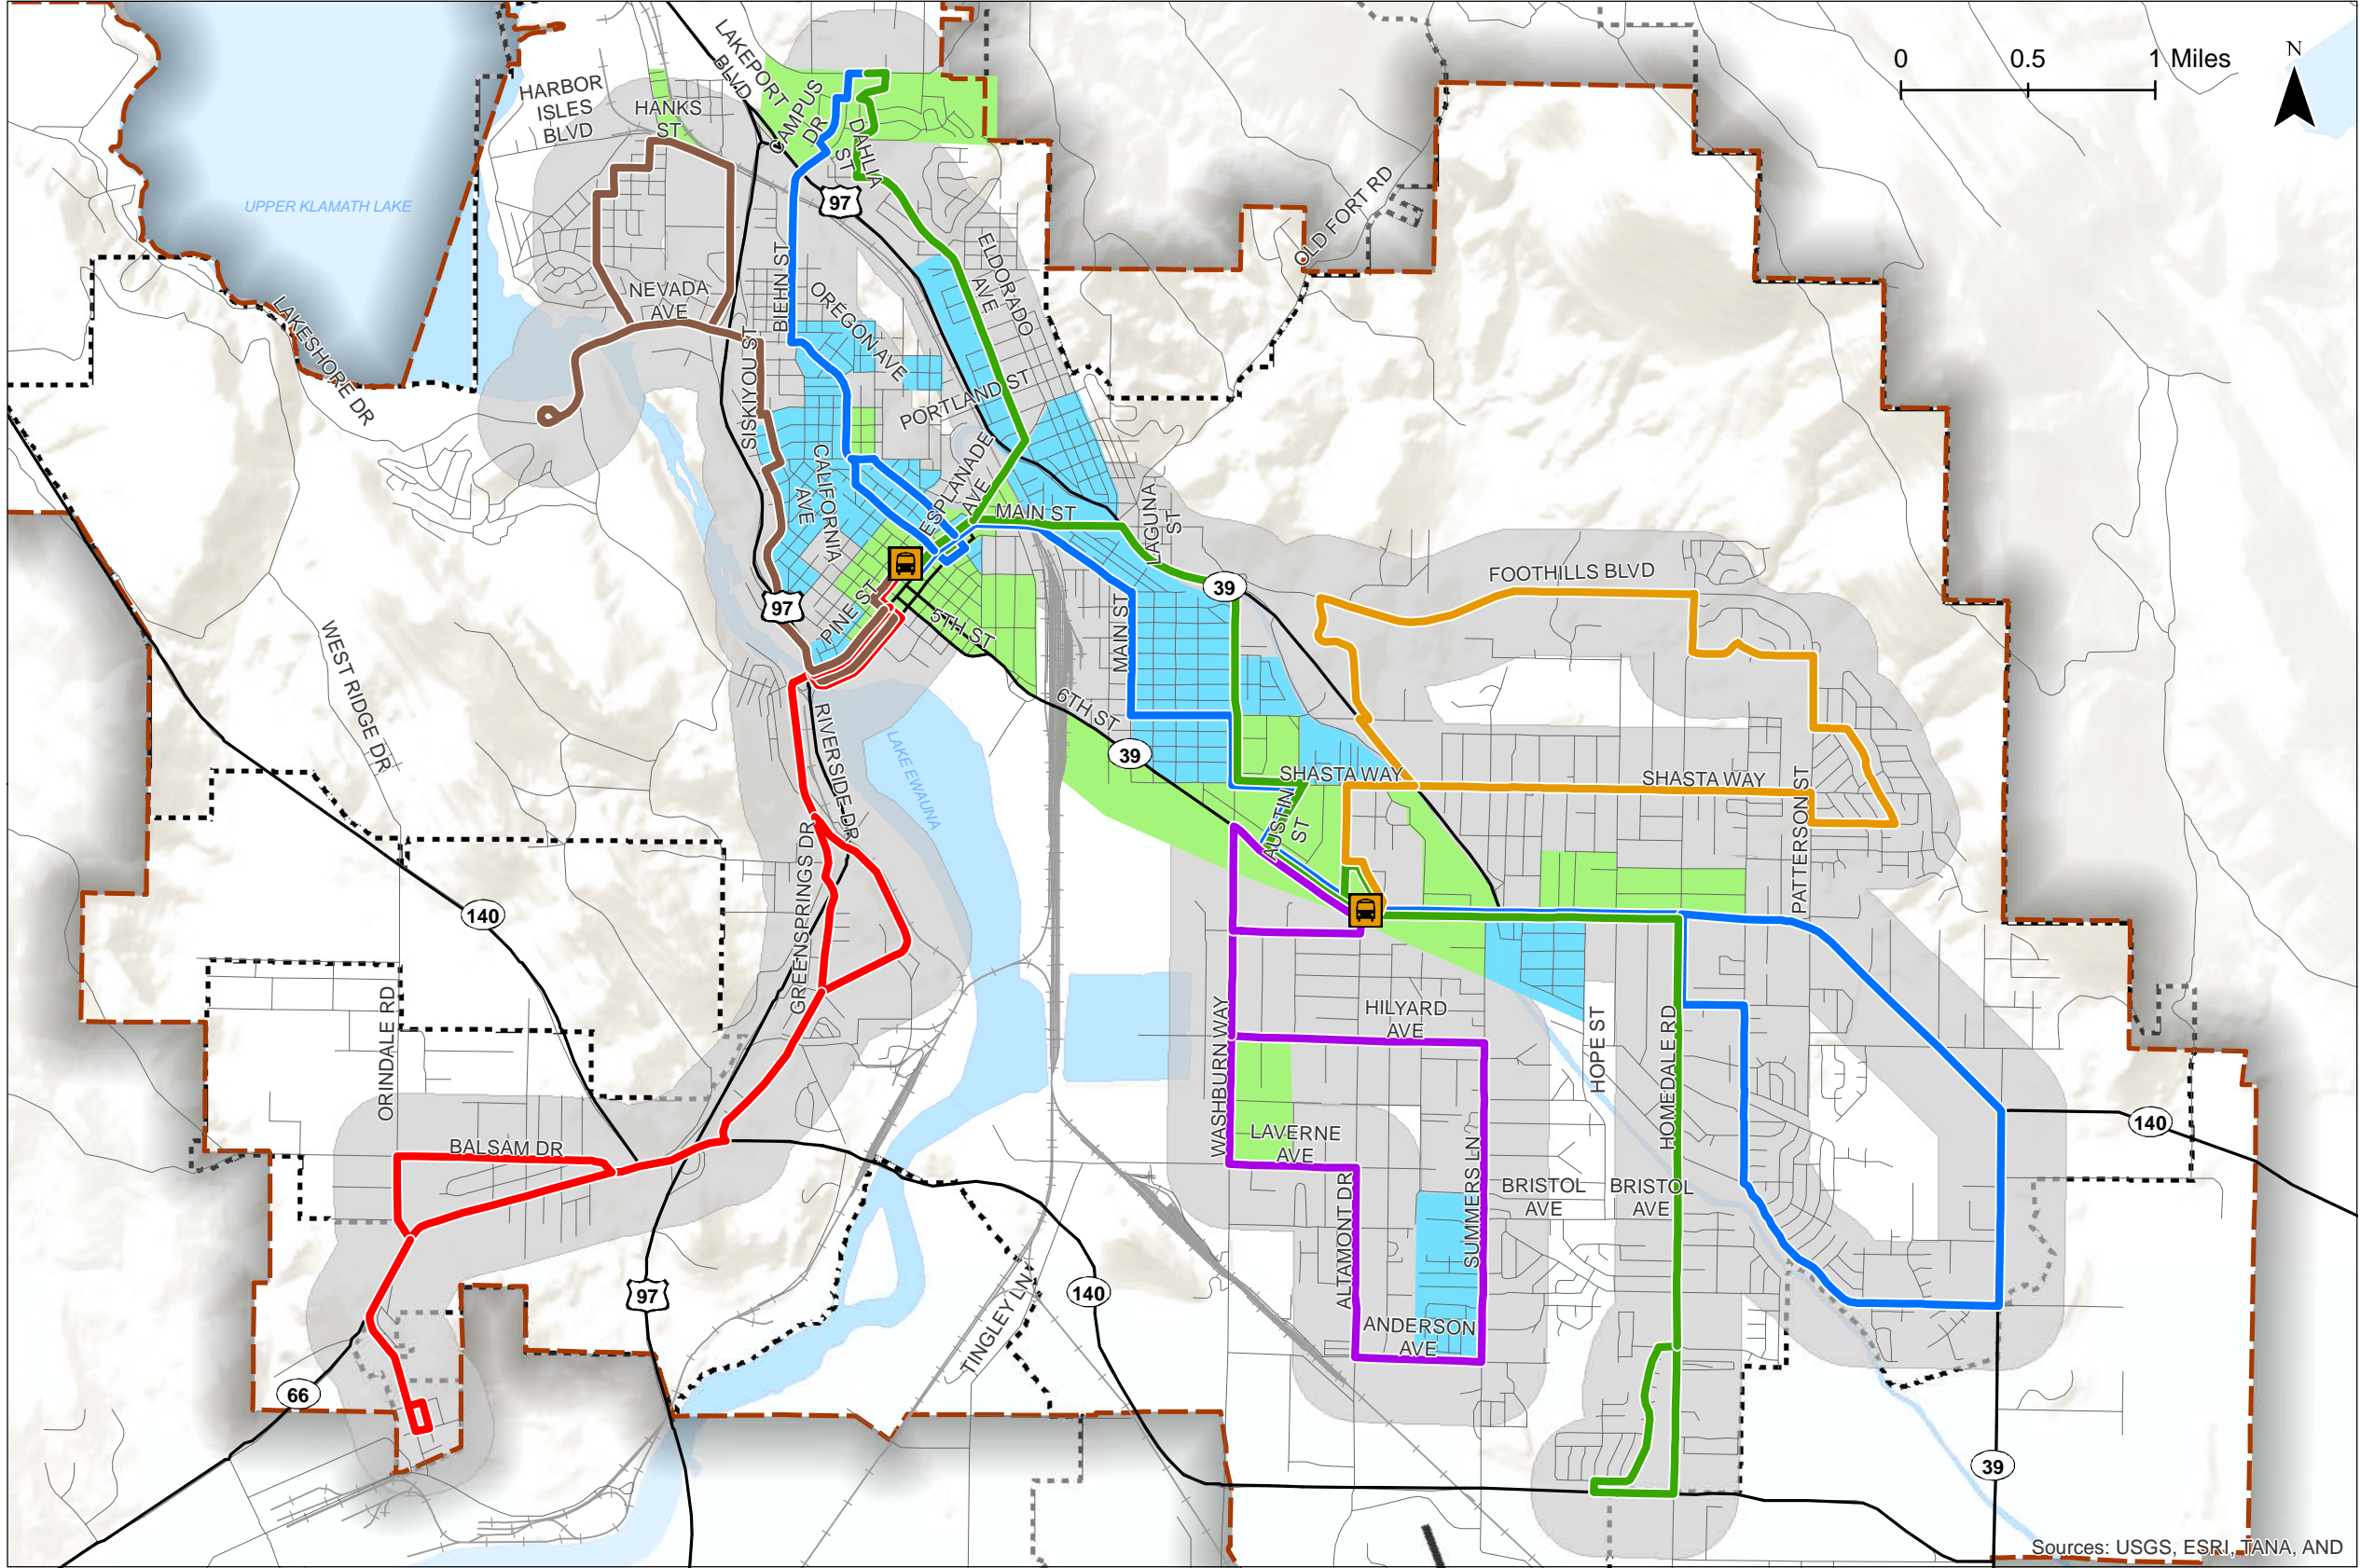 LAKEPORT
BLVD
0 0.5 1 Miles
N
HARBOR
ISLES
BLVD
HANKS
ST
CAMPUS
DR
DAHLIA
ST
97
UPPER KLAMATH LAKE
OLD FORT RD
ELDORADO
AVE
BIEHN ST
NEVADA
AVE
OREGON AVE
LAKESHORE DR
SISKIYOU ST
PORTLAND ST
CALIFORNIA
AVE
ESPLANADE
AVE
MAIN ST
LAGUNA
ST
39
FOOTHILLS BLVD
97
PINE ST
5TH ST
MAIN ST
WEST RIDGE DR
6TH ST
39
RIVERSIDE DR
LAKE EWAUNA
SHASTA WAY
SHASTA WAY
AUSTIN
ST
PATTERSON ST
GREENSPRINGS DR
140
ORINDALE RD
WASHBURN WAY
HILYARD
AVE
HOPE ST
HOMEDALE RD
140
BALSAM DR
LAVERNE
AVE
ALTAMONT DR
SUMMERS LN
BRISTOL
AVE
BRISTOL
AVE
97
140
TINGLEY LN
ANDERSON
AVE
66
39
Sources: USGS, ESRI, TANA, AND